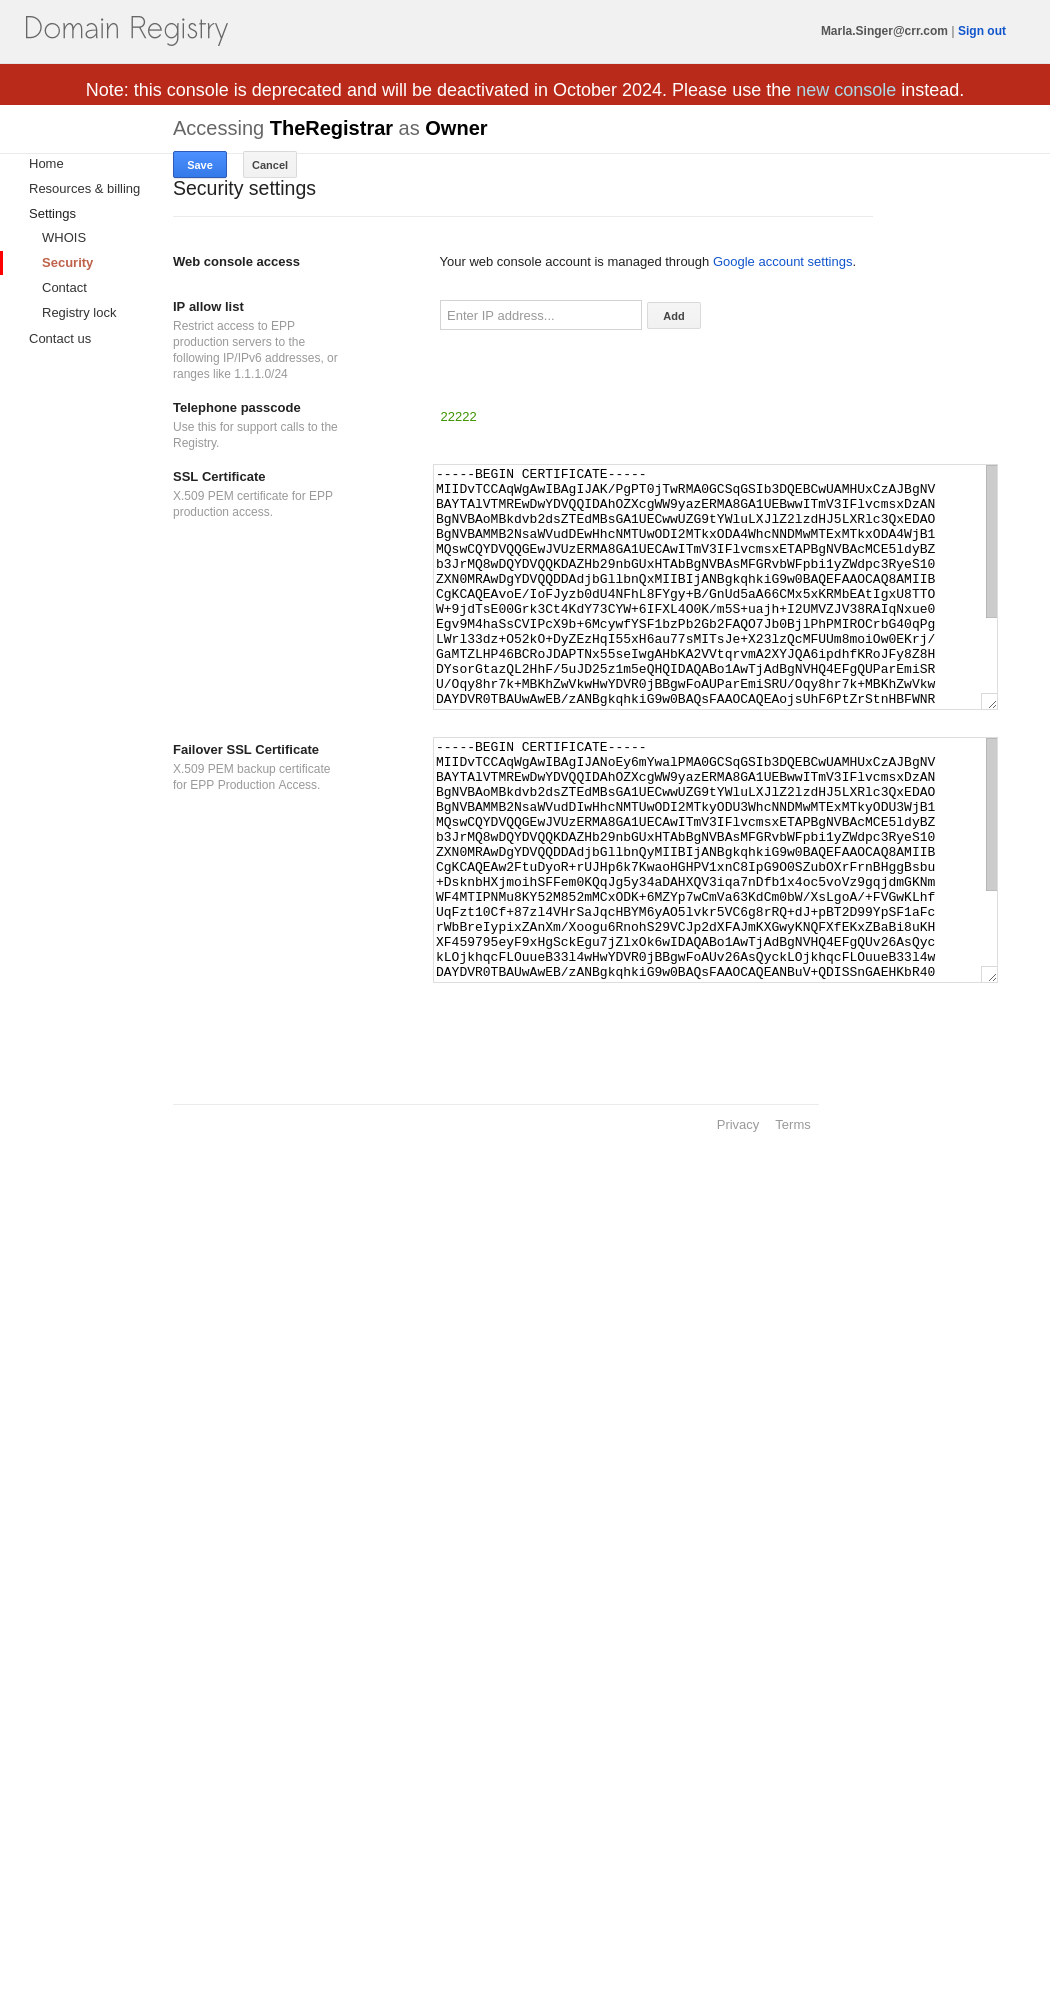 Domain Registry
Marla.Singer@crr.com | Sign out
Note: this console is deprecated and will be deactivated in October 2024. Please use the new console instead.
Accessing TheRegistrar as Owner
Save Cancel
Home
Resources & billing
Settings
WHOIS
Security
Contact
Registry lock
Contact us
Security settings
Web console access
Your web console account is managed through Google account settings.
IP allow list
Restrict access to EPP
production servers to the
following IP/IPv6 addresses, or
ranges like 1.1.1.0/24
Enter IP address...
Add
Telephone passcode
Use this for support calls to the
Registry.
22222
SSL Certificate
X.509 PEM certificate for EPP
production access.
-----BEGIN CERTIFICATE-----
MIIDvTCCAqWgAwIBAgIJAK/PgPT0jTwRMA0GCSqGSIb3DQEBCwUAMHUxCzAJBgNV
BAYTAlVTMREwDwYDVQQIDAhOZXcgWW9yazERMA8GA1UEBwwITmV3IFlvcmsxDzAN
BgNVBAoMBkdvb2dsZTEdMBsGA1UECwwUZG9tYWluLXJlZ2lzdHJ5LXRlc3QxEDAO
BgNVBAMMB2NsaWVudDEwHhcNMTUwODI2MTkxODA4WhcNNDMwMTExMTkxODA4WjB1
MQswCQYDVQQGEwJVUzERMA8GA1UECAwITmV3IFlvcmsxETAPBgNVBAcMCE5ldyBZ
b3JrMQ8wDQYDVQQKDAZHb29nbGUxHTAbBgNVBAsMFGRvbWFpbi1yZWdpc3RyeS10
ZXN0MRAwDgYDVQQDDAdjbGllbnQxMIIBIjANBgkqhkiG9w0BAQEFAAOCAQ8AMIIB
CgKCAQEAvoE/IoFJyzb0dU4NFhL8FYgy+B/GnUd5aA66CMx5xKRMbEAtIgxU8TTO
W+9jdTsE00Grk3Ct4KdY73CYW+6IFXL4O0K/m5S+uajh+I2UMVZJV38RAIqNxue0
Egv9M4haSsCVIPcX9b+6McywfYSF1bzPb2Gb2FAQO7Jb0BjlPhPMIROCrbG40qPg
LWrl33dz+O52kO+DyZEzHqI55xH6au77sMITsJe+X23lzQcMFUUm8moiOw0EKrj/
GaMTZLHP46BCRoJDAPTNx55seIwgAHbKA2VVtqrvmA2XYJQA6ipdhfKRoJFy8Z8H
DYsorGtazQL2HhF/5uJD25z1m5eQHQIDAQABo1AwTjAdBgNVHQ4EFgQUParEmiSR
U/Oqy8hr7k+MBKhZwVkwHwYDVR0jBBgwFoAUParEmiSRU/Oqy8hr7k+MBKhZwVkw
DAYDVR0TBAUwAwEB/zANBgkqhkiG9w0BAQsFAAOCAQEAojsUhF6PtZrStnHBFWNR
Failover SSL Certificate
X.509 PEM backup certificate
for EPP Production Access.
-----BEGIN CERTIFICATE-----
MIIDvTCCAqWgAwIBAgIJANoEy6mYwalPMA0GCSqGSIb3DQEBCwUAMHUxCzAJBgNV
BAYTAlVTMREwDwYDVQQIDAhOZXcgWW9yazERMA8GA1UEBwwITmV3IFlvcmsxDzAN
BgNVBAoMBkdvb2dsZTEdMBsGA1UECwwUZG9tYWluLXJlZ2lzdHJ5LXRlc3QxEDAO
BgNVBAMMB2NsaWVudDIwHhcNMTUwODI2MTkyODU3WhcNNDMwMTExMTkyODU3WjB1
MQswCQYDVQQGEwJVUzERMA8GA1UECAwITmV3IFlvcmsxETAPBgNVBAcMCE5ldyBZ
b3JrMQ8wDQYDVQQKDAZHb29nbGUxHTAbBgNVBAsMFGRvbWFpbi1yZWdpc3RyeS10
ZXN0MRAwDgYDVQQDDAdjbGllbnQyMIIBIjANBgkqhkiG9w0BAQEFAAOCAQ8AMIIB
CgKCAQEAw2FtuDyoR+rUJHp6k7KwaoHGHPV1xnC8IpG9O0SZubOXrFrnBHggBsbu
+DsknbHXjmoihSFFem0KQqJg5y34aDAHXQV3iqa7nDfb1x4oc5voVz9gqjdmGKNm
WF4MTIPNMu8KY52M852mMCxODK+6MZYp7wCmVa63KdCm0bW/XsLgoA/+FVGwKLhf
UqFzt10Cf+87zl4VHrSaJqcHBYM6yAO5lvkr5VC6g8rRQ+dJ+pBT2D99YpSF1aFc
rWbBreIypixZAnXm/Xoogu6RnohS29VCJp2dXFAJmKXGwyKNQFXfEKxZBaBi8uKH
XF459795eyF9xHgSckEgu7jZlxOk6wIDAQABo1AwTjAdBgNVHQ4EFgQUv26AsQyc
kLOjkhqcFLOuueB33l4wHwYDVR0jBBgwFoAUv26AsQyckLOjkhqcFLOuueB33l4w
DAYDVR0TBAUwAwEB/zANBgkqhkiG9w0BAQsFAAOCAQEANBuV+QDISSnGAEHKbR40
Privacy Terms